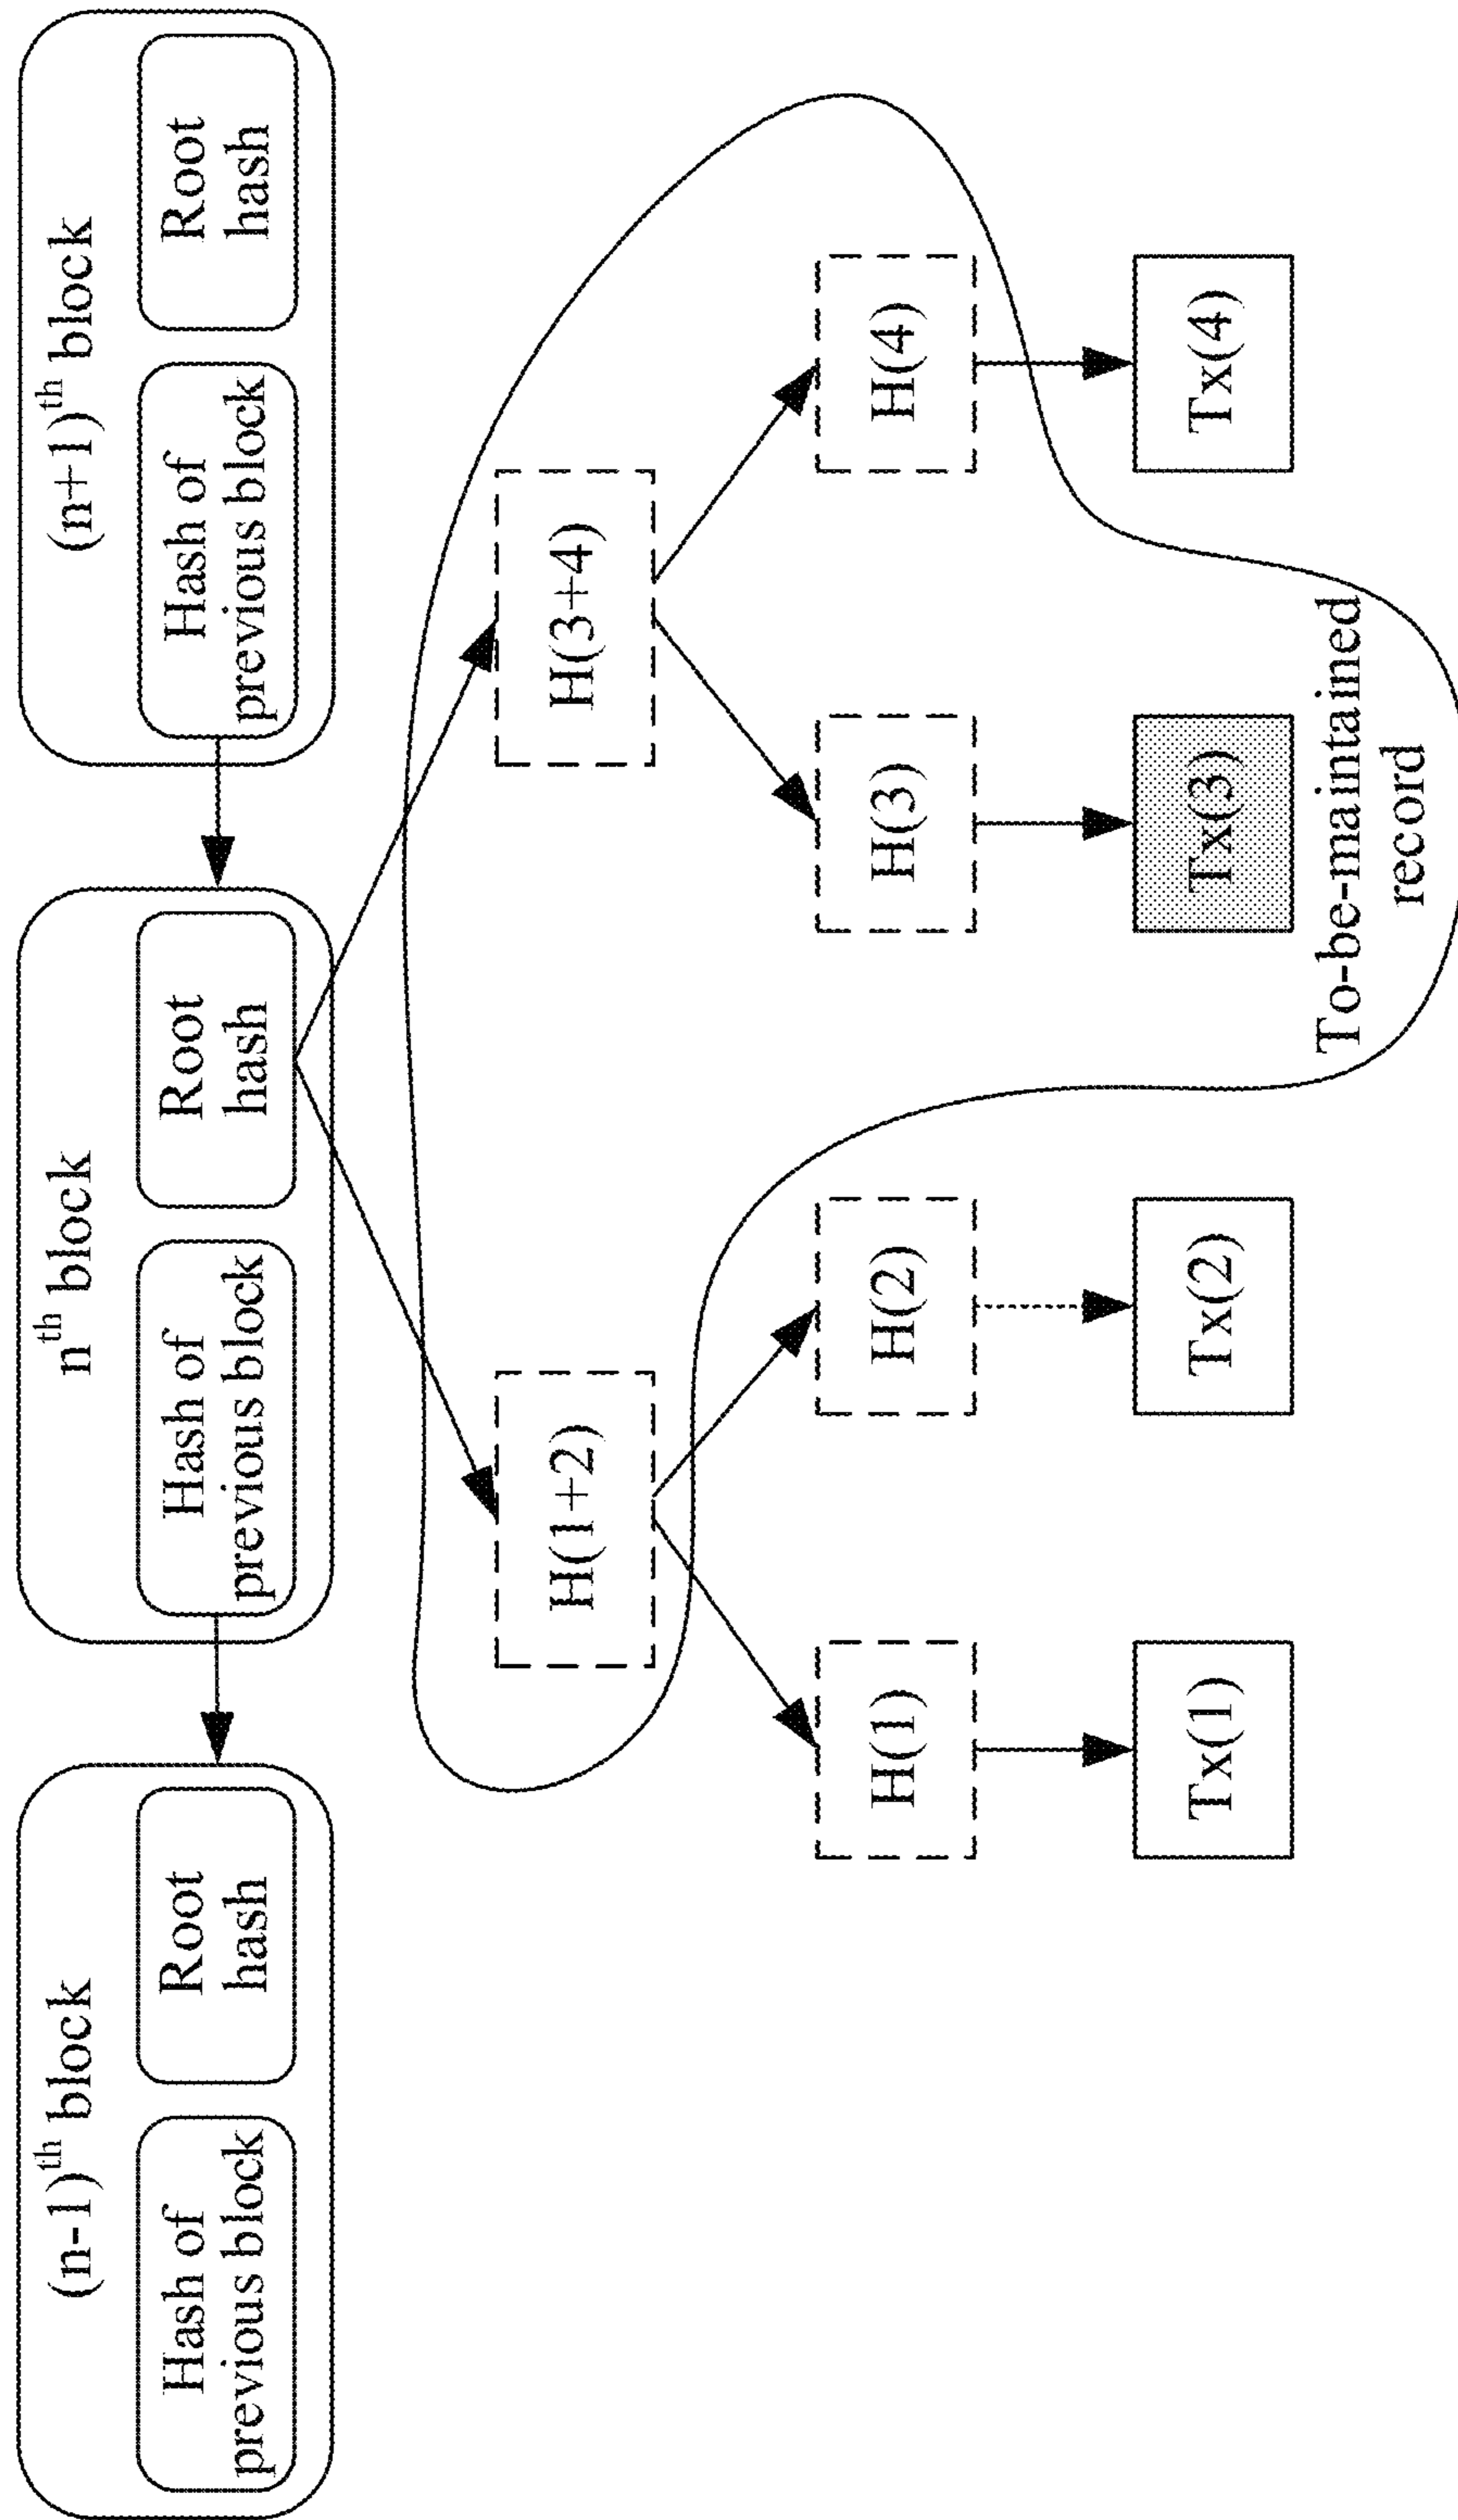 (n-1)th block
Hash of
previous block
Root
hash
nth block
Hash of
previous block
Root
hash
(n+1)th block
Hash of
previous block
Root
hash
H(1+2)
H(3+4)
H(1)
H(2)
H(3)
H(4)
Tx(1)
Tx(2)
Tx(3)
Tx(4)
To-be-maintained
record